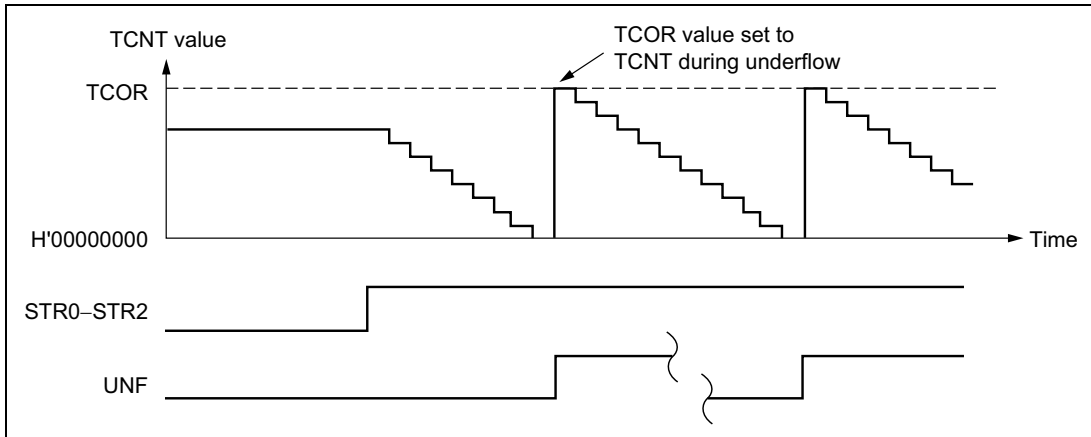 TCNT value
TCOR value set to
TCNT during underflow
TCOR
H'00000000
Time
STR0–STR2
UNF